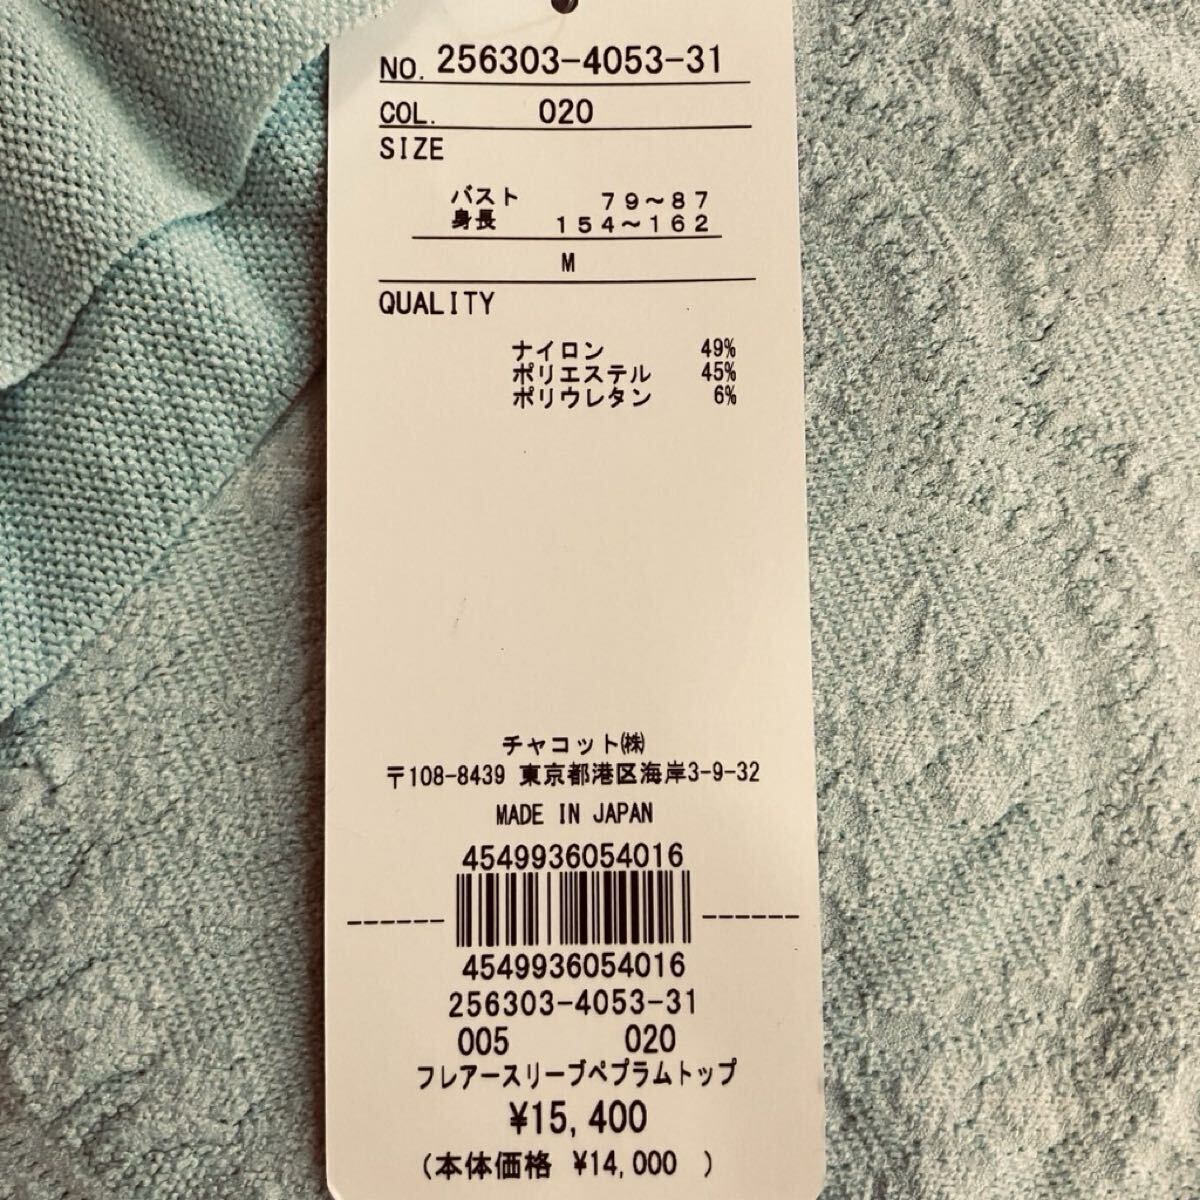 NO. 256303-4053-31
COL. 020
SIZE
バスト 79～87
身長 154～162
M
QUALITY
ナイロン 49%
ポリエステル 45%
ポリウレタン 6%
チャコット㈱
〒108-8439 東京都港区海岸3-9-32
MADE IN JAPAN
4549936054016
4549936054016
256303-4053-31
005 020
フレアースリーブペプラムトップ
¥15,400
(本体価格 ¥14,000 )